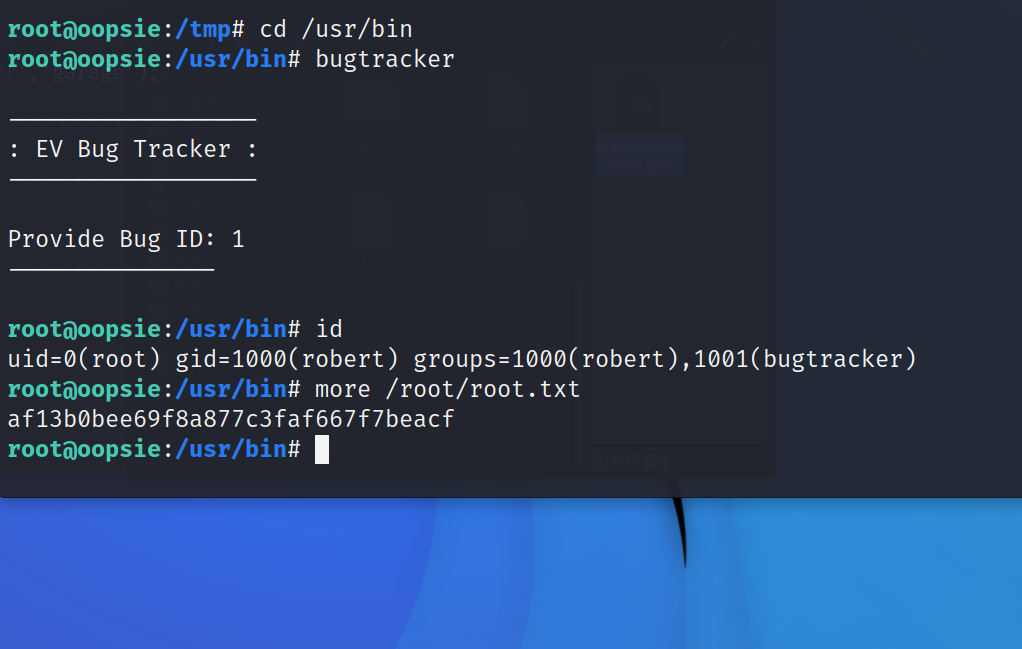 root@oopsie:/tmp# cd /usr/bin
root@oopsie:/usr/bin# bugtracker
: EV Bug Tracker :
Provide Bug ID: 1
root@oopsie:/usr/bin# id
uid=0(root) gid=1000(robert) groups=1000(robert),1001(bugtracker)
root@oopsie:/usr/bin# more /root/root.txt
af13b0bee69f8a877c3faf667f7beacf
root@oopsie:/usr/bin#